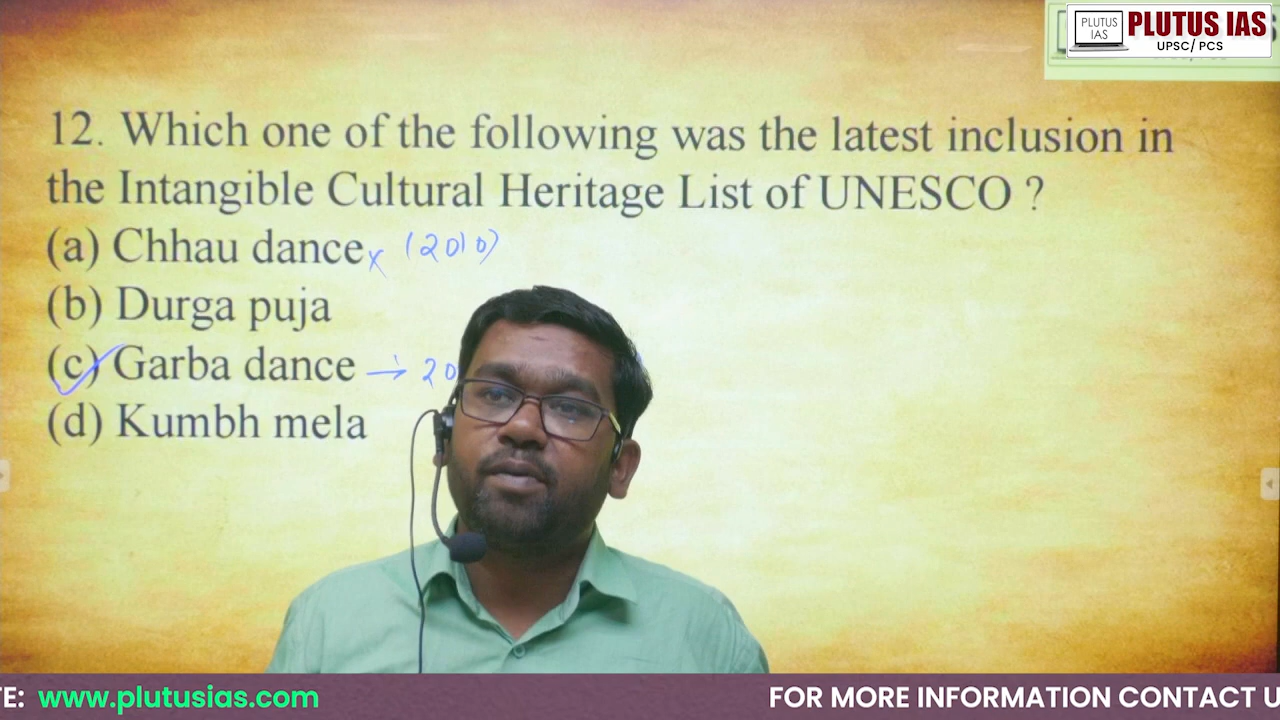 PLUTUS IAS
PLUTUS IAS
UPSC/ PCS
12. Which one of the following was the latest inclusion in
the Intangible Cultural Heritage List of UNESCO ?
(a) Chhau dance x (2010)
(b) Durga puja
(c) Garba dance → 20
(d) Kumbh mela
TE: www.plutusias.com FOR MORE INFORMATION CONTACT U